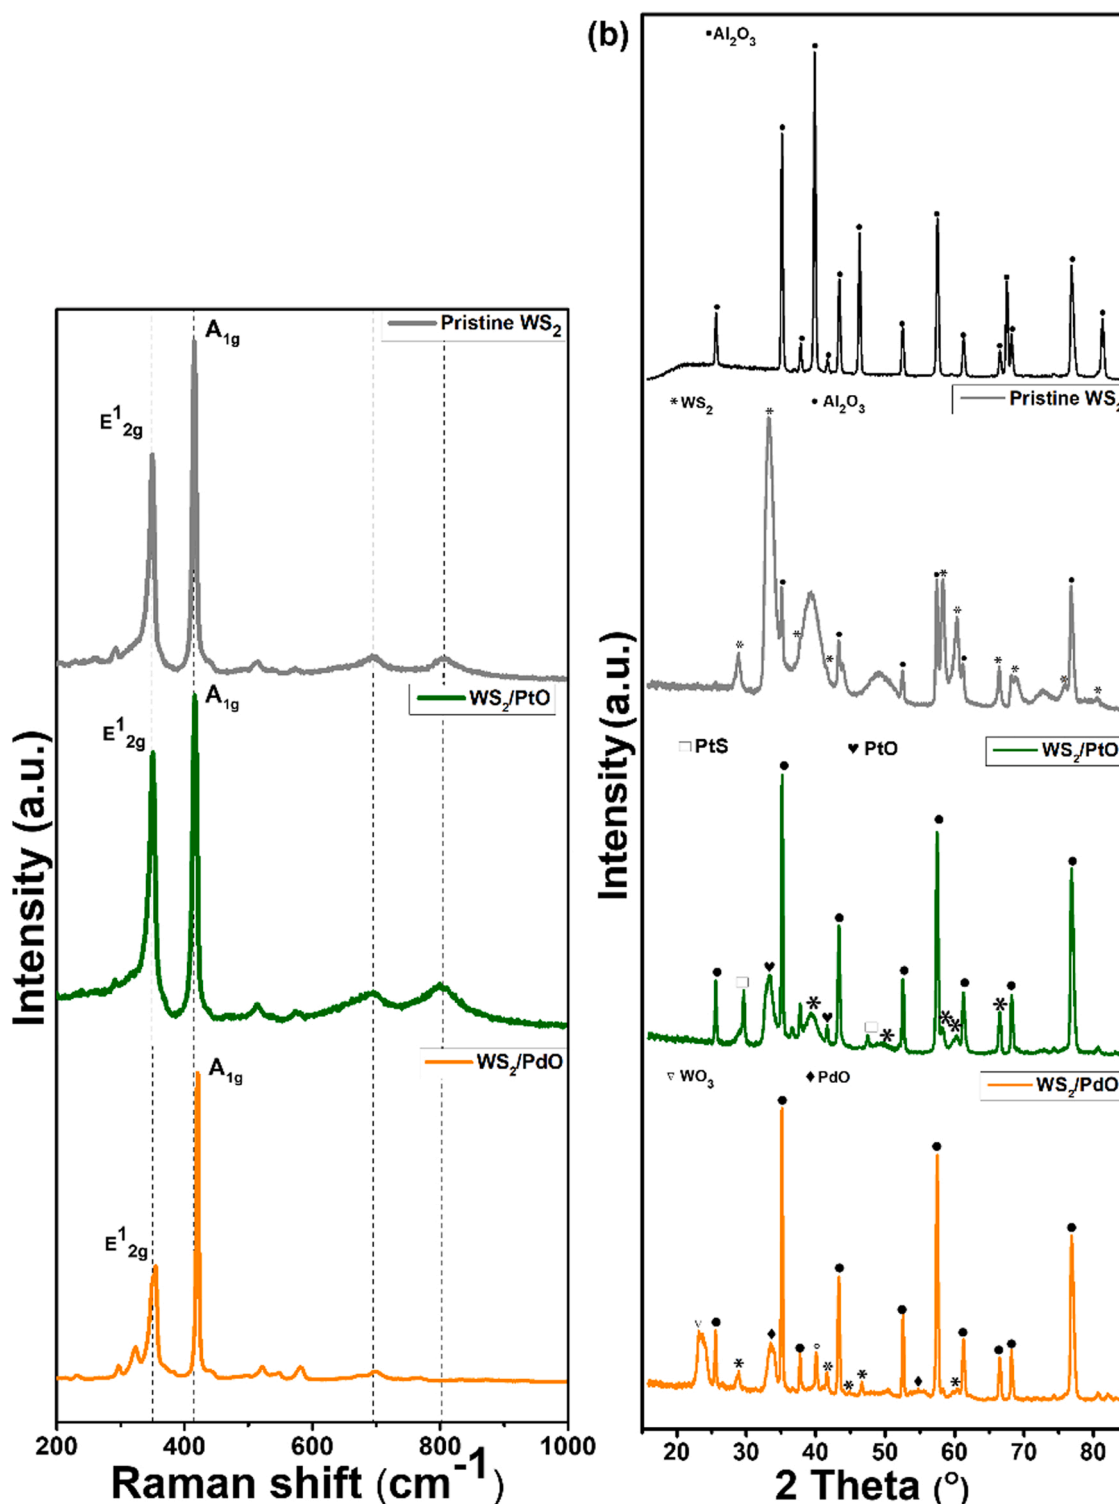 A1g
Pristine WS2
E12g
A1g
WS2/PtO
E12g
A1g
WS2/PdO
E12g
Intensity (a.u.)
200 400 600 800 1000
Raman shift (cm-1)
(b)
▪Al2O3
Pristine WS2
*WS2 • Al2O3
□ PtS ♥ PtO
WS2/PtO
▿ WO3 ♦ PdO
WS2/PdO
Intensity (a.u.)
20 30 40 50 60 70 80
2 Theta (°)